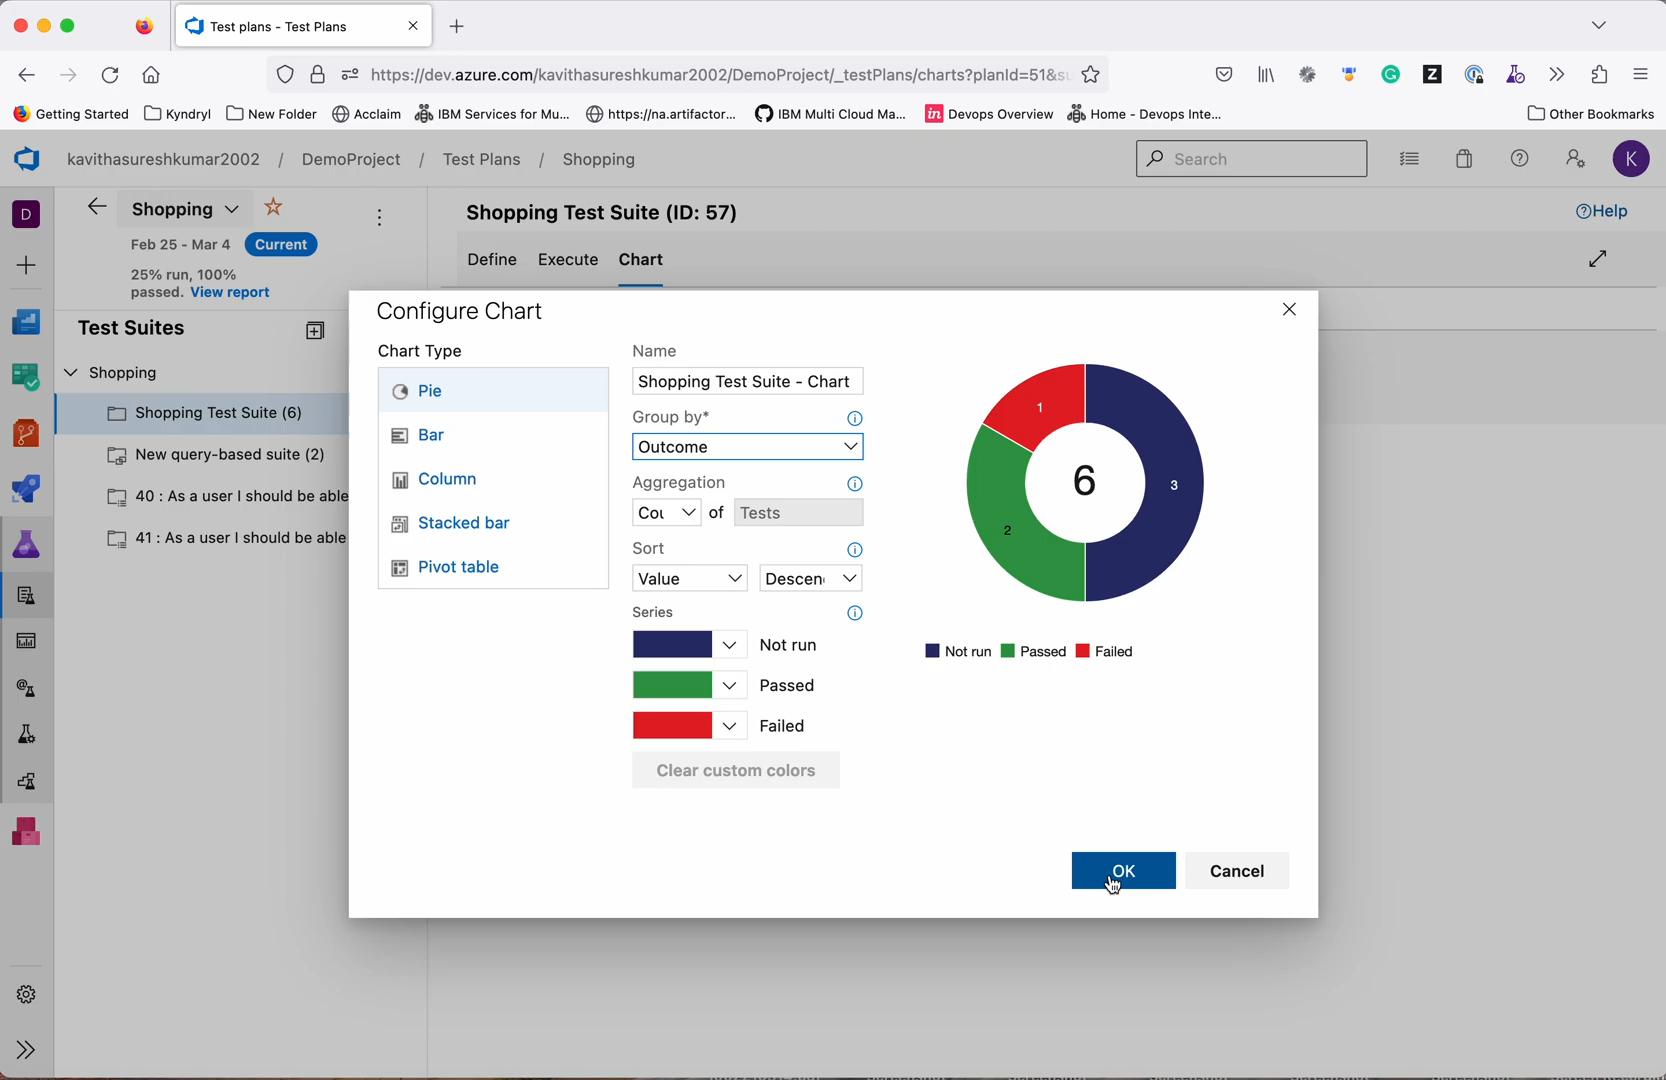 Test plans - Test Plans
https://dev.azure.com/kavithasureshkumar2002/DemoProject/_testPlans/charts?planId=51&su
Getting Started
Kyndryl
New Folder
Acclaim
IBM Services for Mu...
https://na.artifactor...
IBM Multi Cloud Ma...
in Devops Overview
Home - Devops Inte...
Other Bookmarks
kavithasureshkumar2002 / DemoProject / Test Plans / Shopping
Search
K
D
Shopping
Feb 25 - Mar 4 Current
25% run, 100%
passed. View report
Test Suites
Shopping
Shopping Test Suite (6)
New query-based suite (2)
40 : As a user I should be able
41 : As a user I should be able
Shopping Test Suite (ID: 57)
Help
Define Execute Chart
Configure Chart
Chart Type
Pie
Bar
Column
Stacked bar
Pivot table
Name
Shopping Test Suite - Chart
Group by*
Outcome
Aggregation
Cou of Tests
Sort
Value Descen
Series
Not run
Passed
Failed
Clear custom colors
1
6
3
2
Not run Passed Failed
OK Cancel